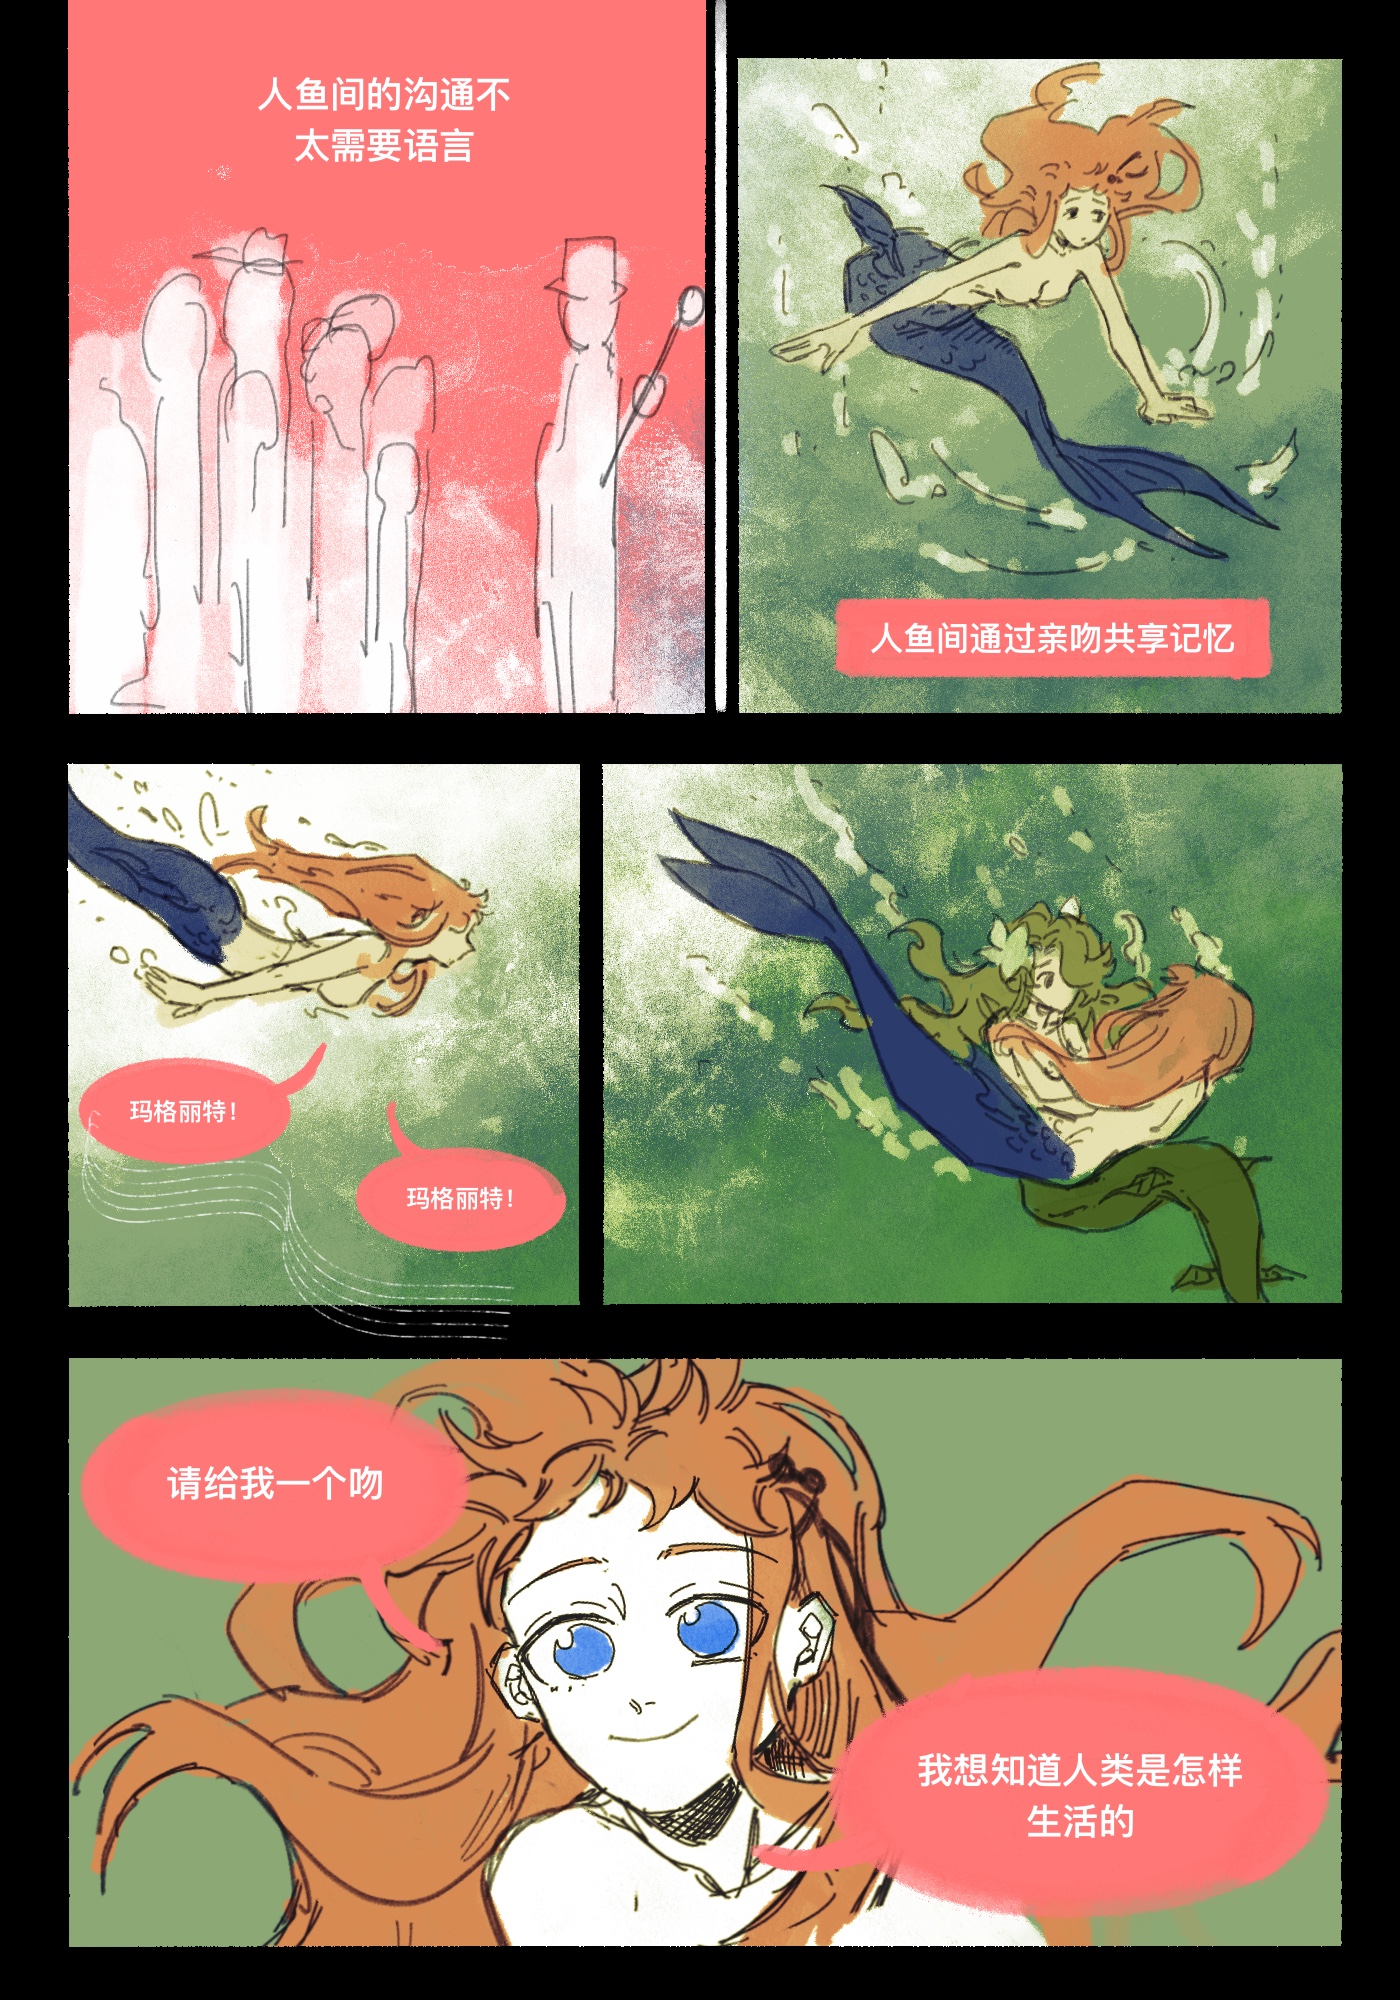 人鱼间的沟通不
太需要语言
人鱼间通过亲吻共享记忆
玛格丽特！
玛格丽特！
请给我一个吻
我想知道人类是怎样
生活的